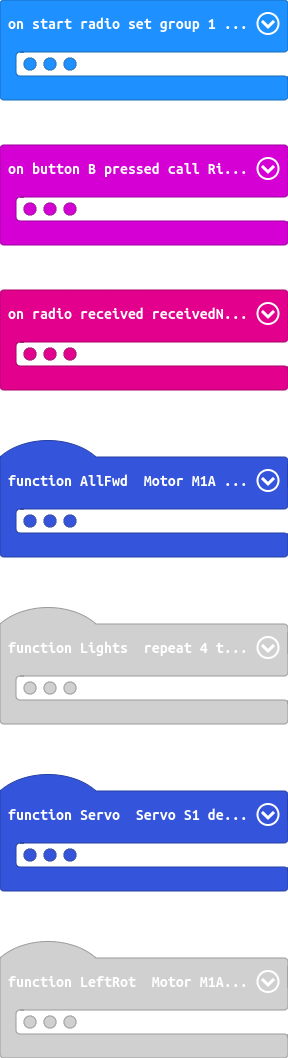 on start radio set group 1 ...
on button B pressed call Ri...
on radio received receivedN...
function AllFwd Motor M1A ...
function Lights repeat 4 t...
function Servo Servo S1 de...
function LeftRot Motor M1A...